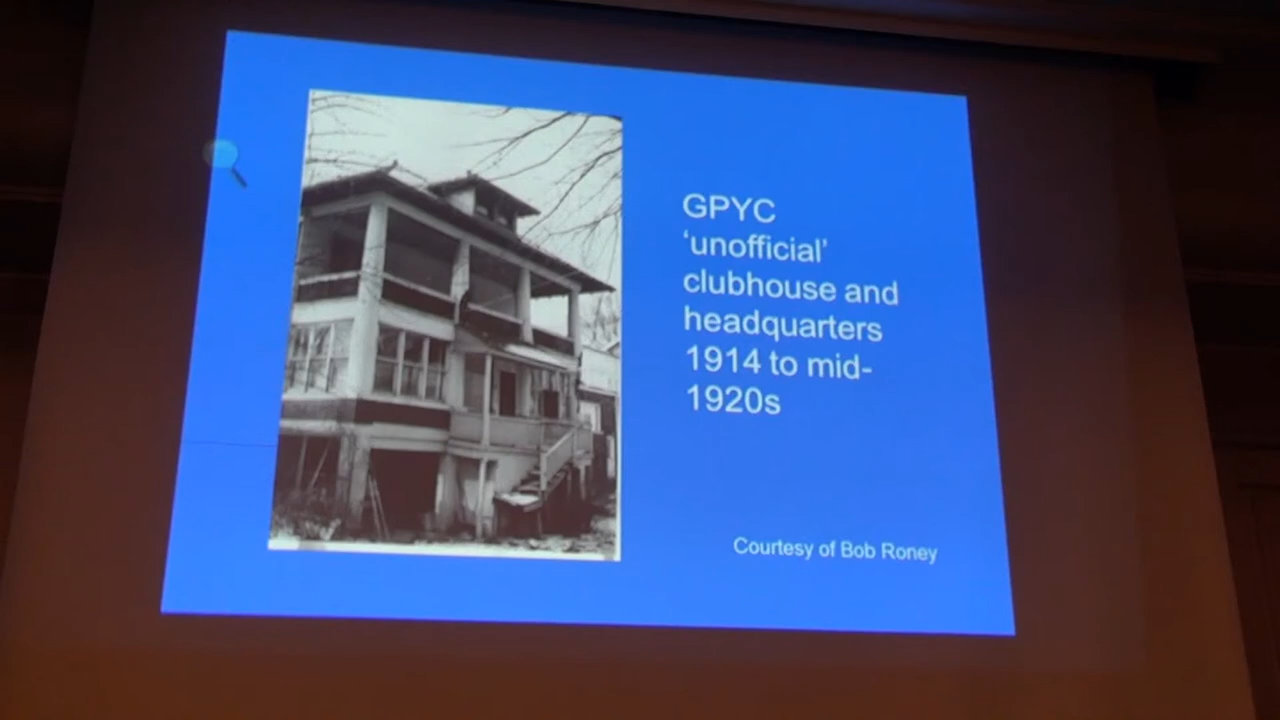 GPYC
‘unofficial’
clubhouse and
headquarters
1914 to mid-
1920s
Courtesy of Bob Roney